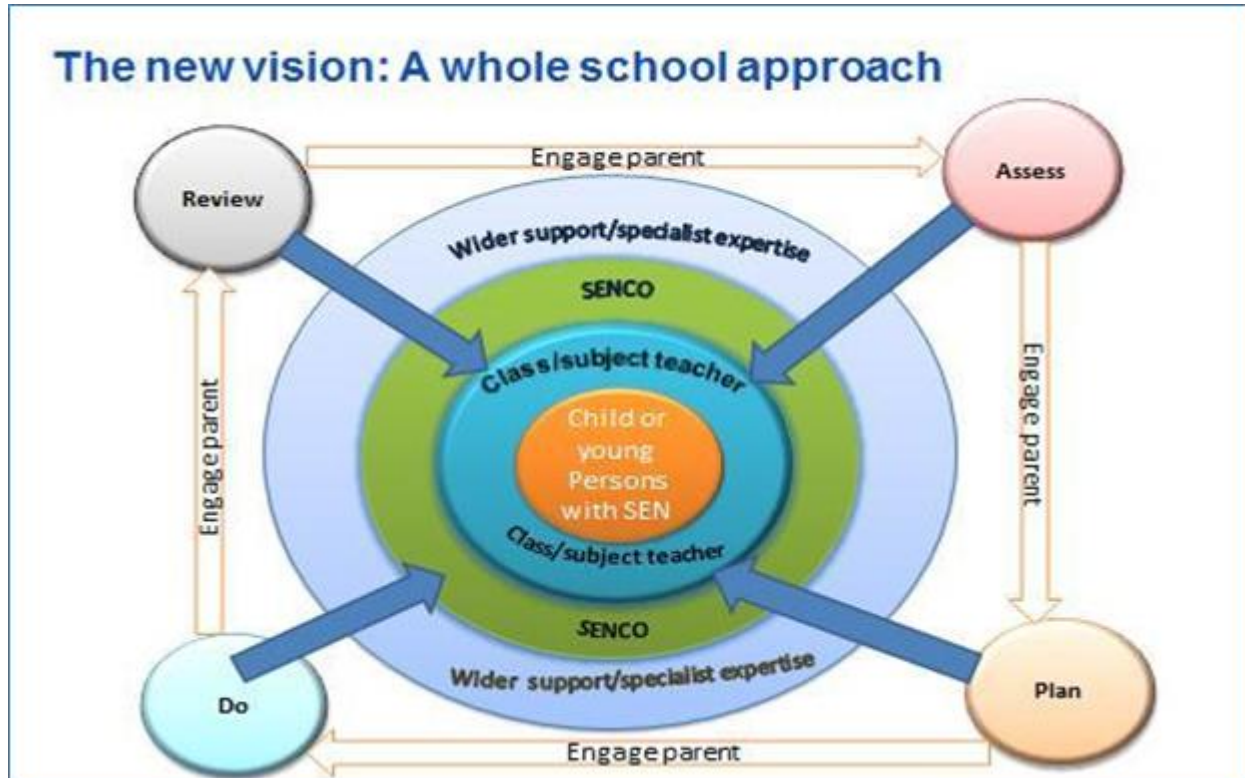 The new vision: A whole school approach
Review
Engage parent
Assess
Wider support/specialist expertise
SENCO
Class/subject teacher
Child or
young
Persons
with SEN
Class/subject teacher
SENCO
Wider support/specialist expertise
Engage parent
Engage parent
Do
Engage parent
Plan